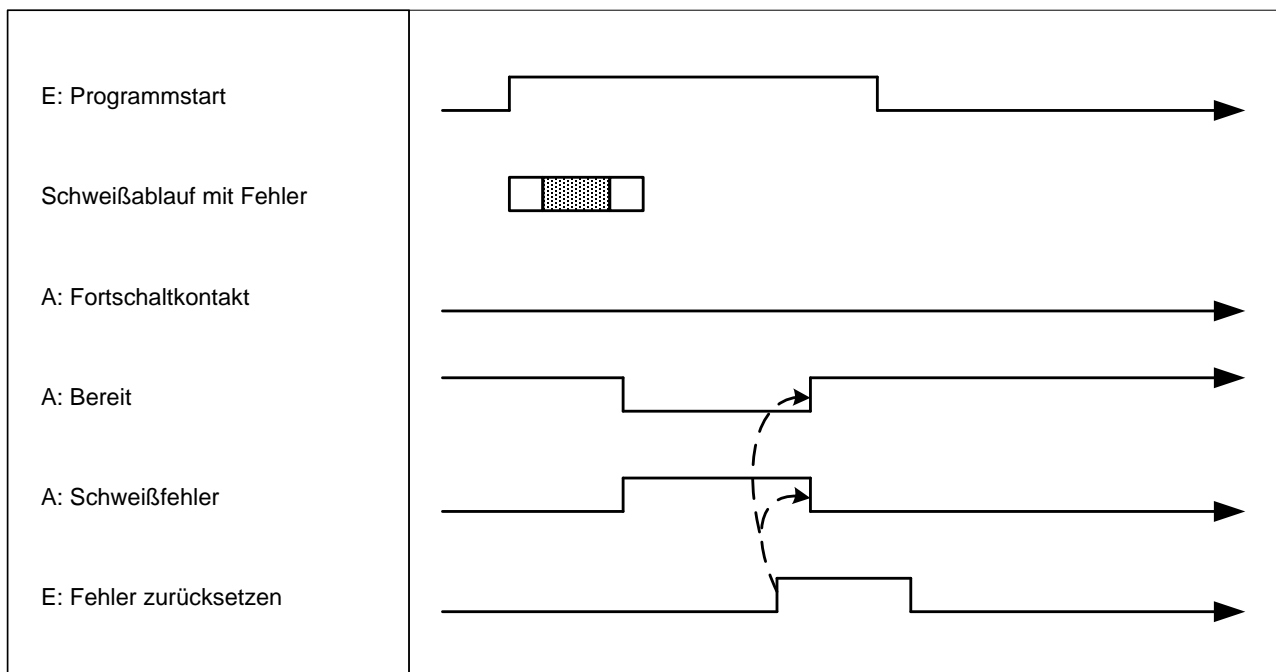 E: Programmstart
Schweißablauf mit Fehler
A: Fortschaltkontakt
A: Bereit
A: Schweißfehler
E: Fehler zurücksetzen